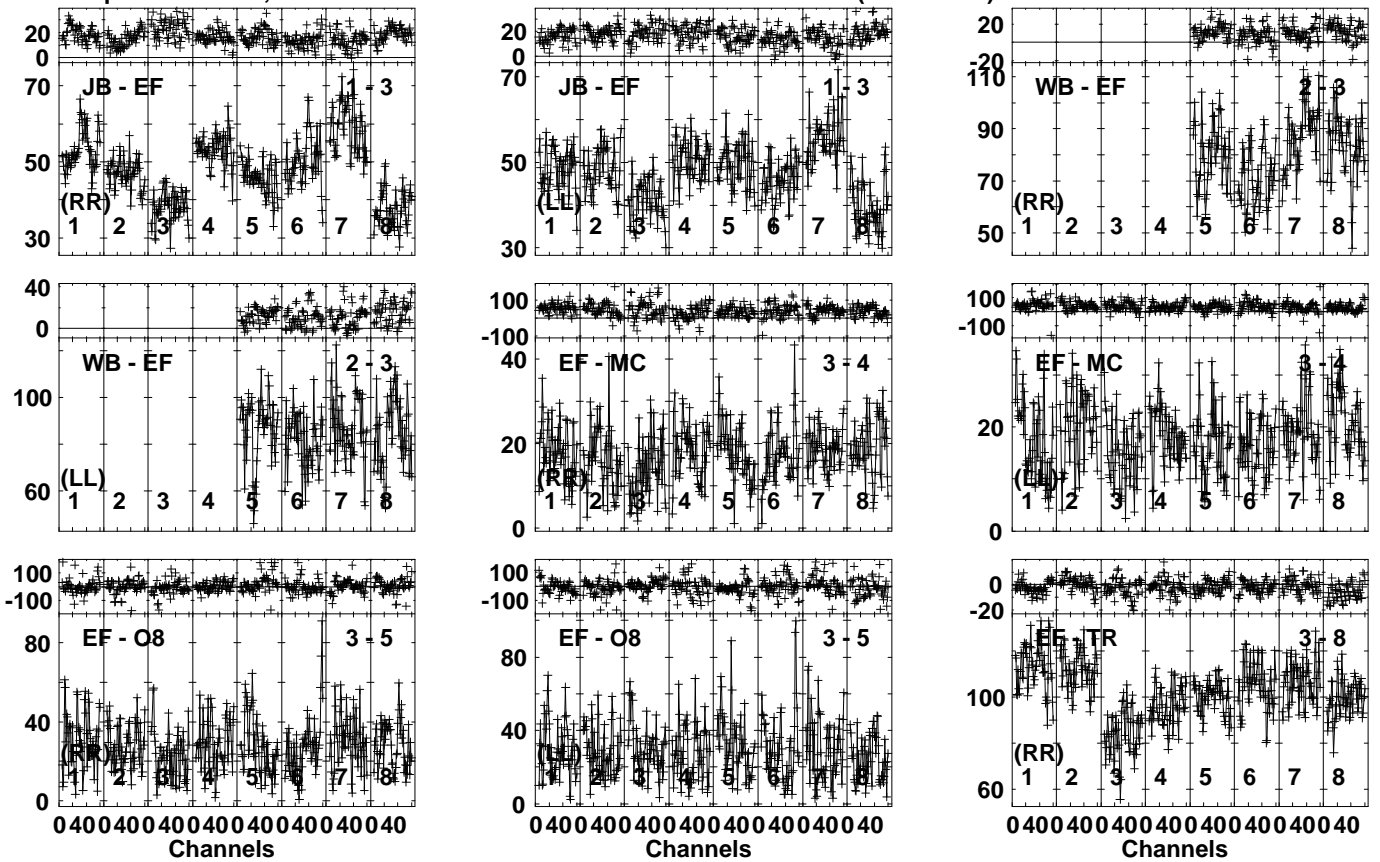 20 20 20
0 0 -20
70 JB - EF 1 - 3 70 JB - EF 1 - 3 110 WB - EF 2 - 3
50 50 90
70
(RR) (LL) (RR)
1 2 3 4 5 6 7 8 1 2 3 4 5 6 7 8 1 2 3 4 5 6 7 8
30 30 50
40 100 100
0 -100 -100
WB - EF 2 - 3 40 EF - MC 3 - 4 EF - MC 3 - 4
100 20 20
(LL) (RR) (LL)
60 1 2 3 4 5 6 7 8 1 2 3 4 5 6 7 8 1 2 3 4 5 6 7 8
0 0
100 100 0
-100 -100 -20
80 EF - O8 3 - 5 80 EF - O8 3 - 5 EF - TR 3 - 8
40 40 100
(RR) (LL) (RR)
1 2 3 4 5 6 7 8 1 2 3 4 5 6 7 8 1 2 3 4 5 6 7 8
0 0 60
0 40 0 40 0 40 0 40 0 40 0 40 0 40 0 40 0 40 0 40 0 40 0 40 0 40 0 40 0 40 0 40 0 40 0 40 0 40 0 40 0 40 0 40 0 40 0 40
Channels Channels Channels